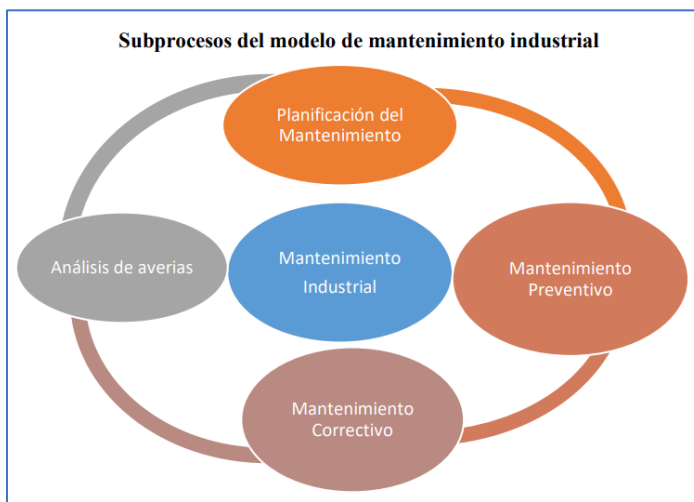 Subprocesos del modelo de mantenimiento industrial
Planificación del
Mantenimiento
Análisis de averias
Mantenimiento
Industrial
Mantenimiento
Preventivo
Mantenimiento
Correctivo